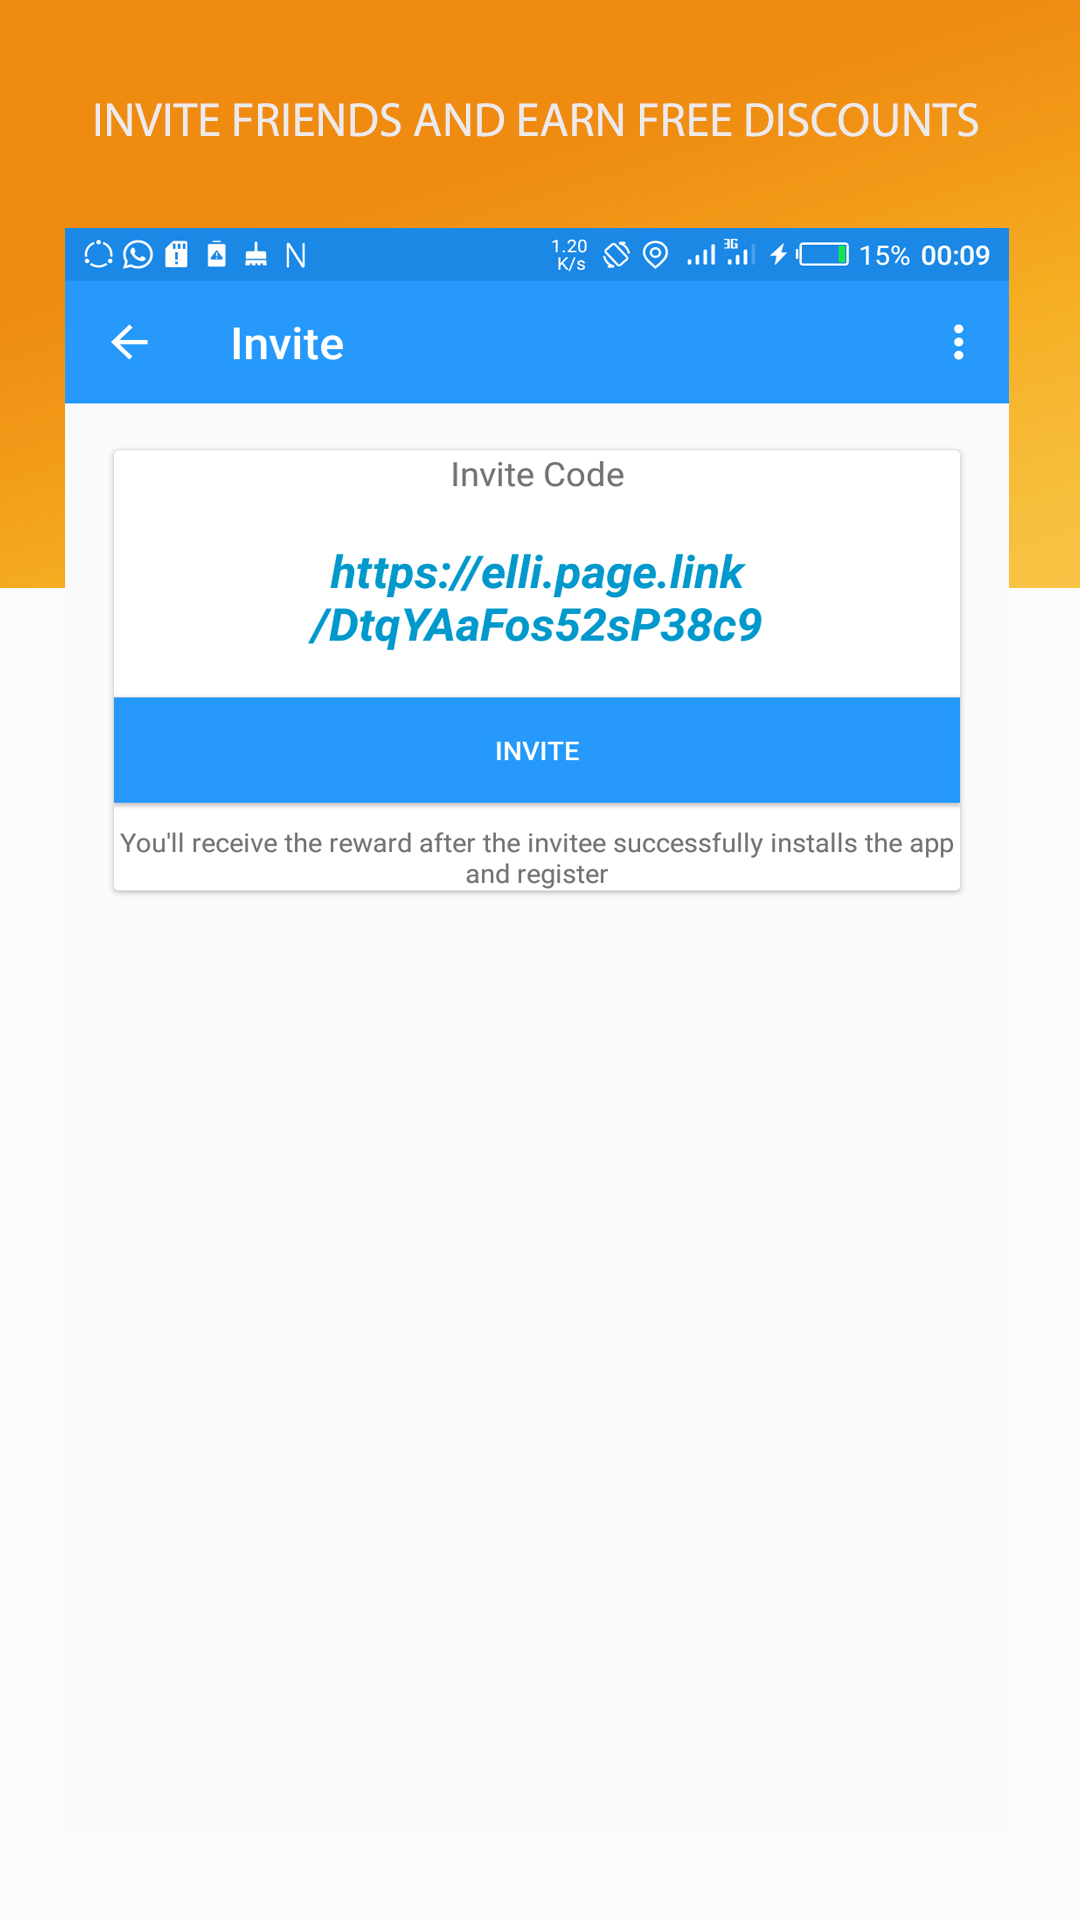 INVITE FRIENDS AND EARN FREE DISCOUNTS
1.20
K/s
3G
15% 00:09
Invite
Invite Code
https://elli.page.link
/DtqYAaFos52sP38c9
INVITE
You'll receive the reward after the invitee successfully installs the app
and register